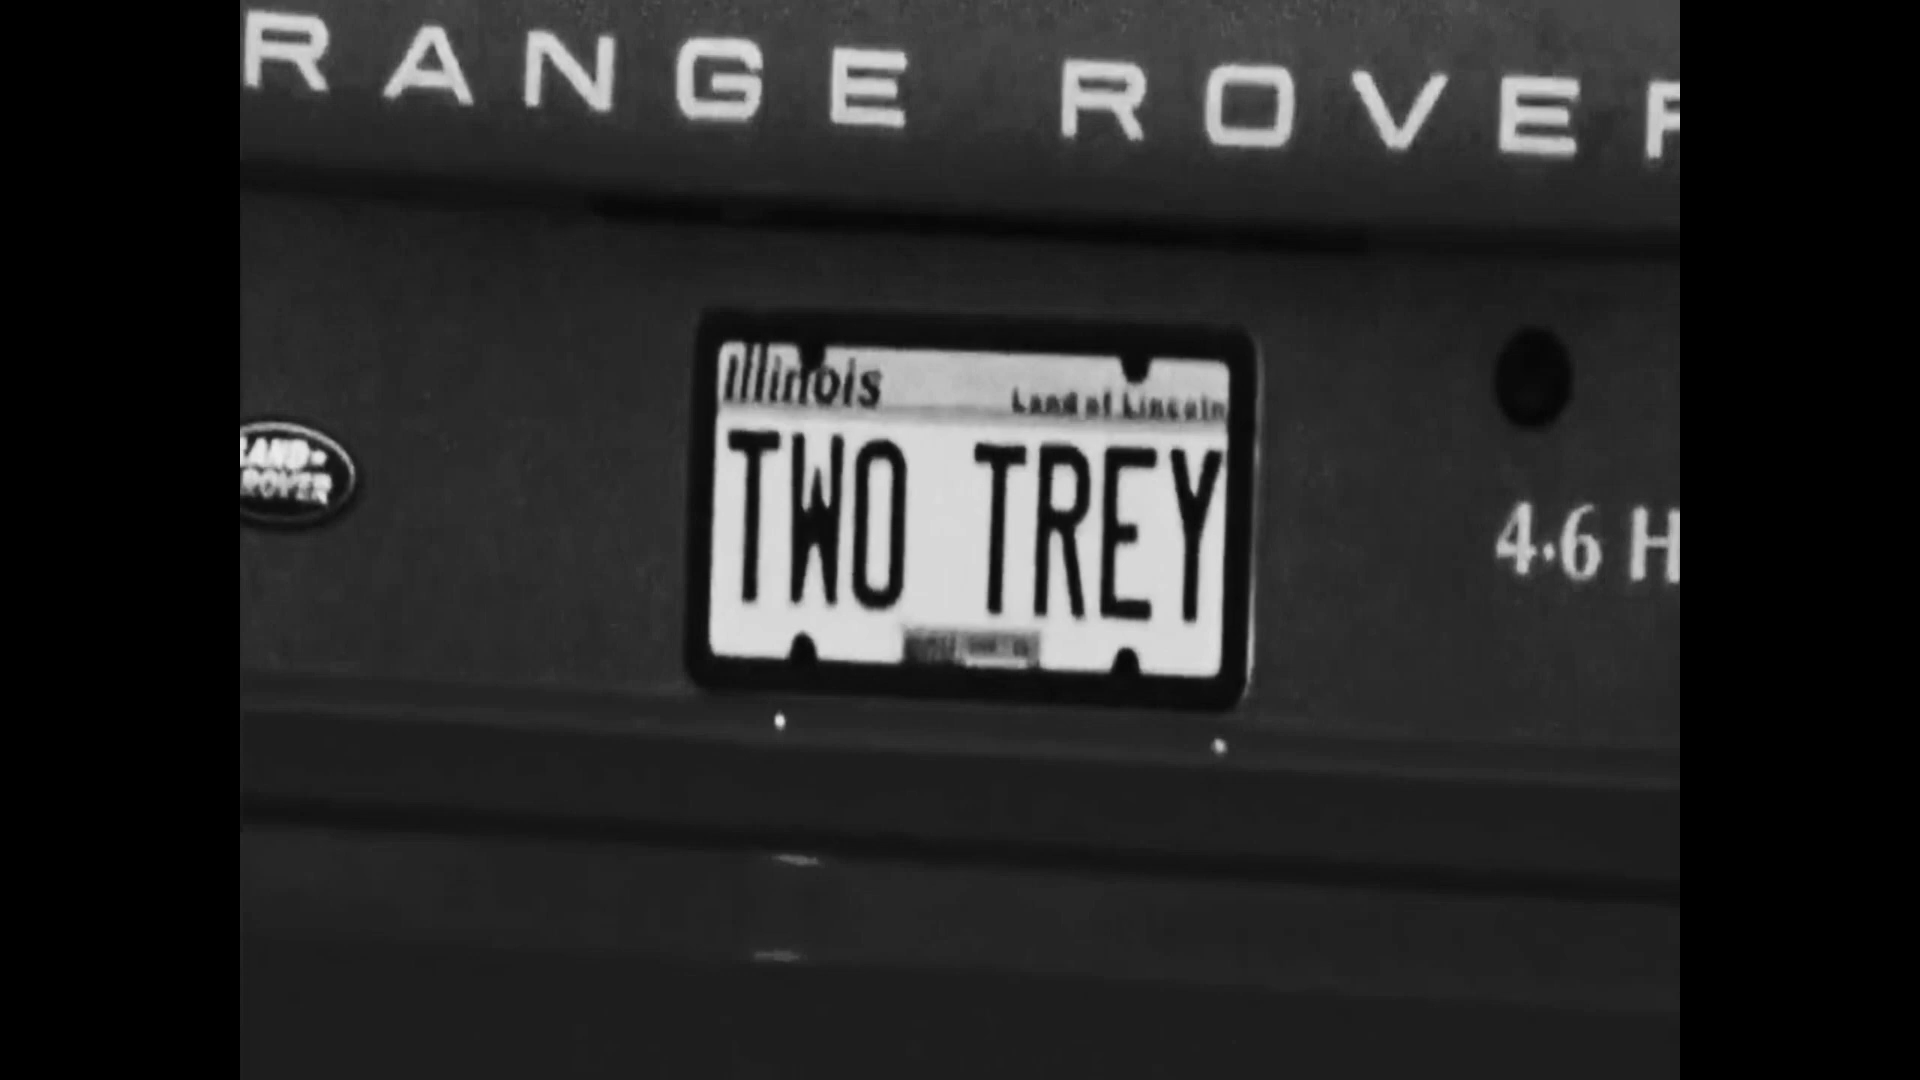 RANGE ROVER
Illinois
Land of Lincoln
TWO TREY
LAND-
ROVER
4.6 H